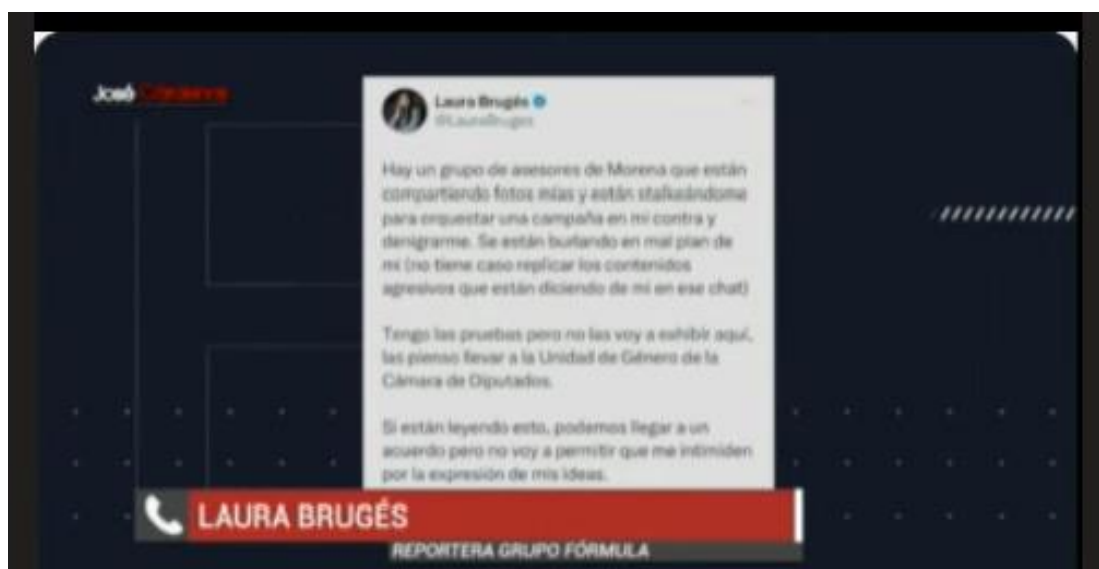 José
Laura Brugés
@LauraBruges
Hay un grupo de asesores de Morena que están
compartiendo fotos mías y están stalkeándome
para orquestar una campaña en mi contra y
denigrarme. Se están burlando en mal plan de
mi (no tiene caso replicar los contenidos
agresivos que están diciendo de mi en ese chat)
Tengo las pruebas pero no las voy a exhibir aquí,
las pienso llevar a la Unidad de Género de la
Cámara de Diputados.
Si están leyendo esto, podemos llegar a un
acuerdo pero no voy a permitir que me intimiden
por la expresión de mis ideas.
LAURA BRUGÉS
REPORTERA GRUPO FÓRMULA